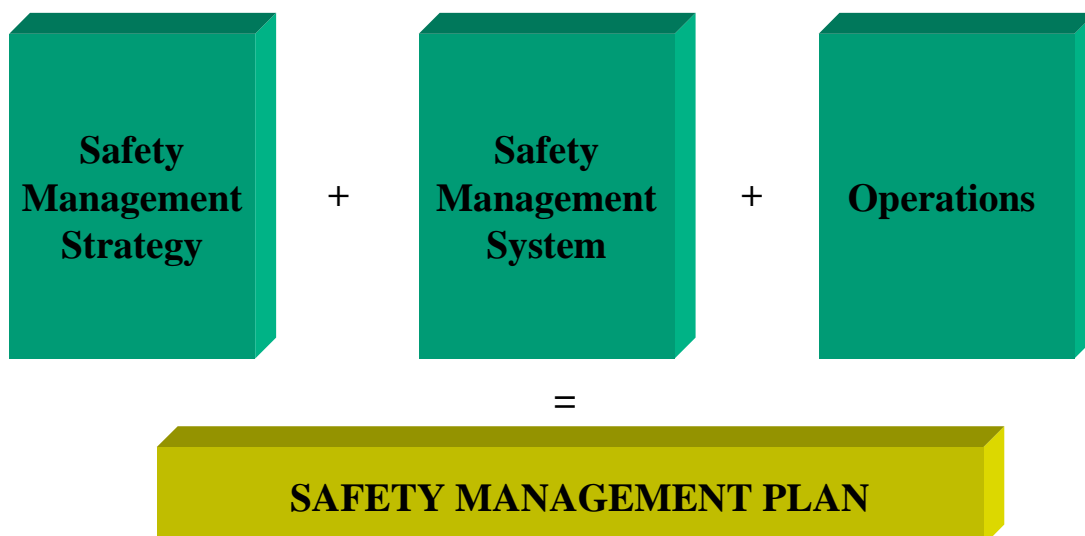 Safety
Management
Strategy
+
Safety
Management
System
+
Operations
=
SAFETY MANAGEMENT PLAN